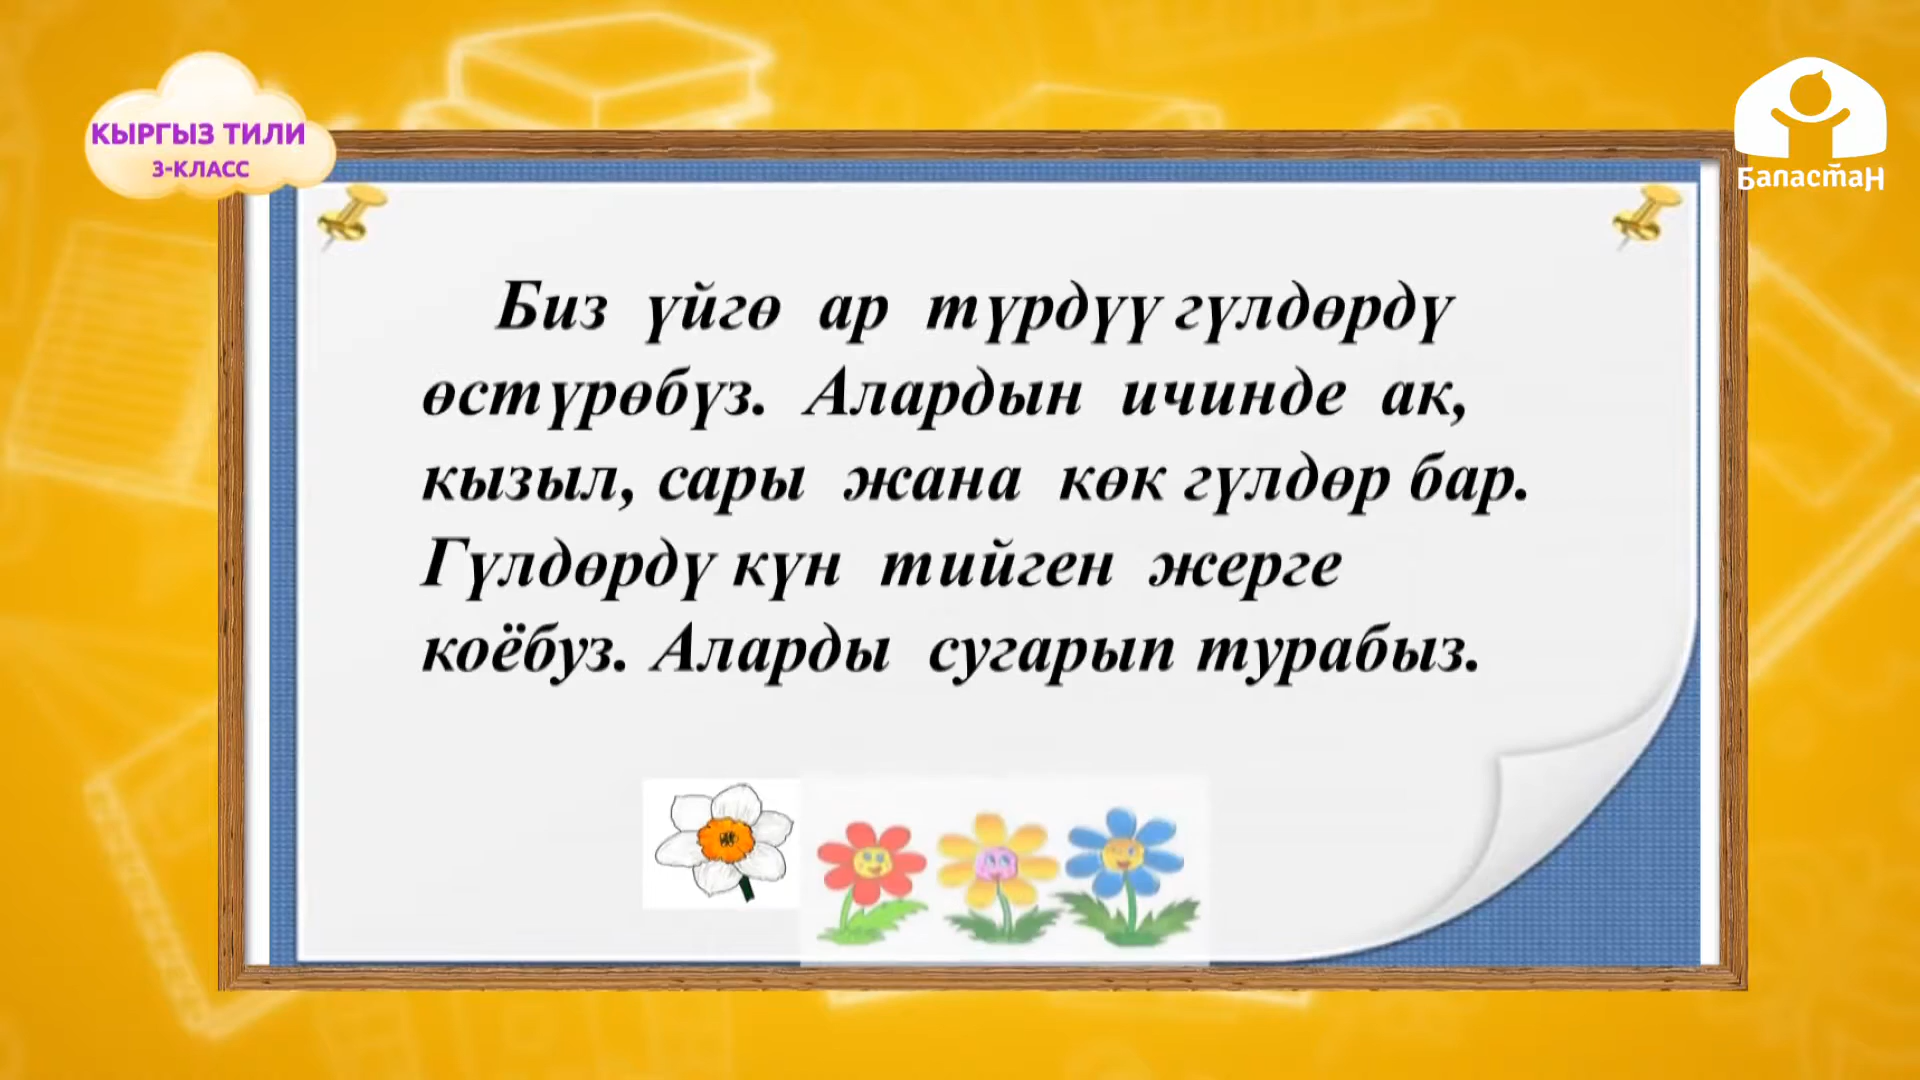 КЫРГЫЗ ТИЛИ
3-КЛАСС
Баластан
Биз үйгө ар түрдүү гүлдөрдү
өстүрөбүз. Алардын ичинде ак,
кызыл, сары жана көк гүлдөр бар.
Гүлдөрдү күн тийген жерге
коёбуз. Аларды сугарып турабыз.